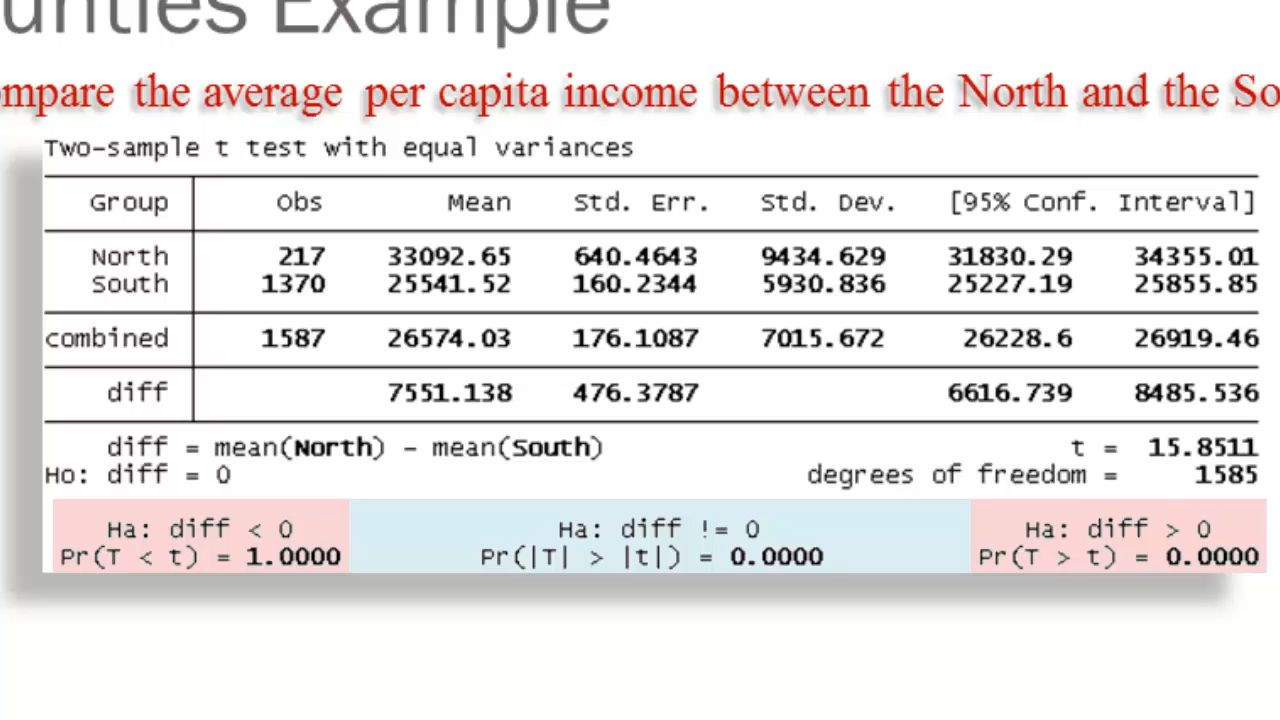 unties Example
ompare the average per capita income between the North and the So
Two-sample t test with equal variances
Group Obs Mean Std. Err. Std. Dev. [95% Conf. Interval]
North 217 33092.65 640.4643 9434.629 31830.29 34355.01
South 1370 25541.52 160.2344 5930.836 25227.19 25855.85
combined 1587 26574.03 176.1087 7015.672 26228.6 26919.46
diff 7551.138 476.3787 6616.739 8485.536
diff = mean(North) - mean(South) t = 15.8511
Ho: diff = 0 degrees of freedom = 1585
Ha: diff < 0 Ha: diff != 0 Ha: diff > 0
Pr(T < t) = 1.0000 Pr(|T| > |t|) = 0.0000 Pr(T > t) = 0.0000